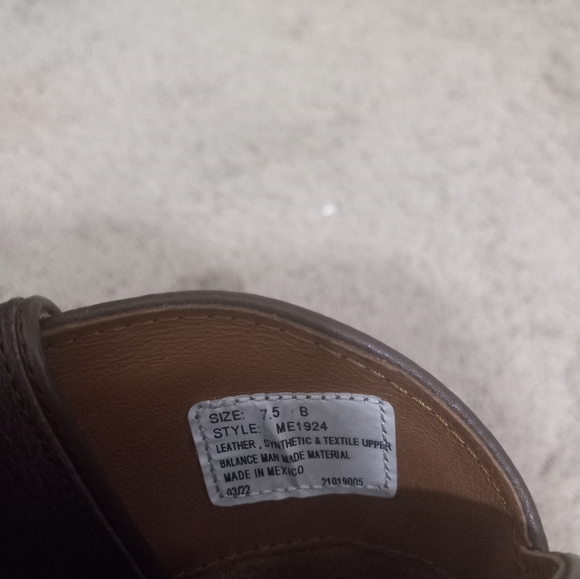 SIZE: 7.5 B
STYLE: ME1924
LEATHER , SYNTHETIC & TEXTILE UPPER
BALANCE MAN MADE MATERIAL
MADE IN MEXICO
03/22 21019005